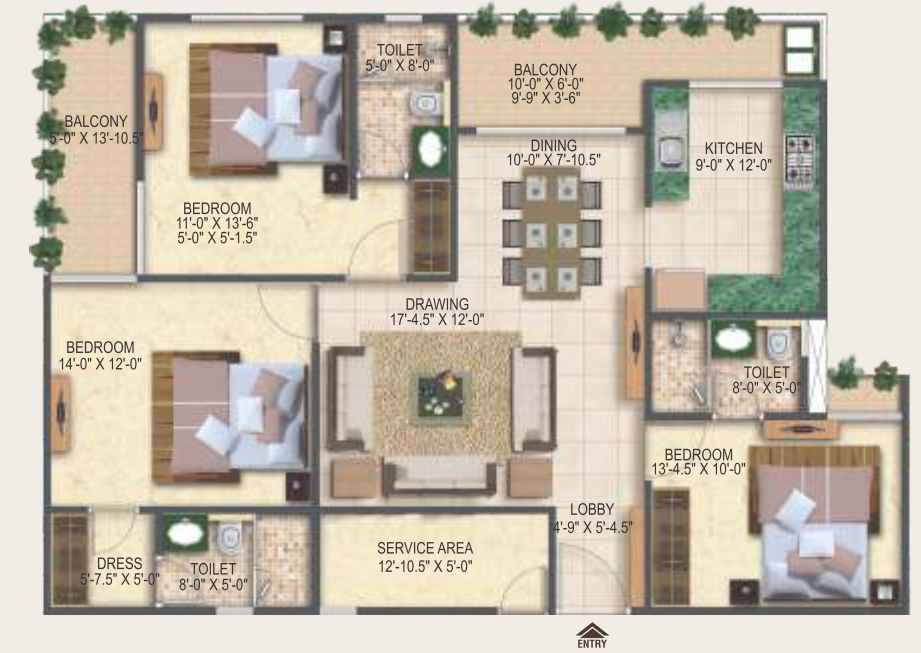 TOILET
5'-0" X 8'-0"
BALCONY
10'-0" X 6'-0"
9'-9" X 3'-6"
BALCONY
5'-0" X 13'-10.5"
DINING
10'-0" X 7'-10.5"
KITCHEN
9'-0" X 12'-0"
BEDROOM
11'-0" X 13'-6"
5'-0" X 5'-1.5"
DRAWING
17'-4.5" X 12'-0"
BEDROOM
14'-0" X 12'-0"
TOILET
8'-0" X 5'-0"
BEDROOM
13'-4.5" X 10'-0"
LOBBY
4'-9" X 5'-4.5"
SERVICE AREA
12'-10.5" X 5'-0"
DRESS
5'-7.5" X 5'-0"
TOILET
8'-0" X 5'-0"
ENTRY